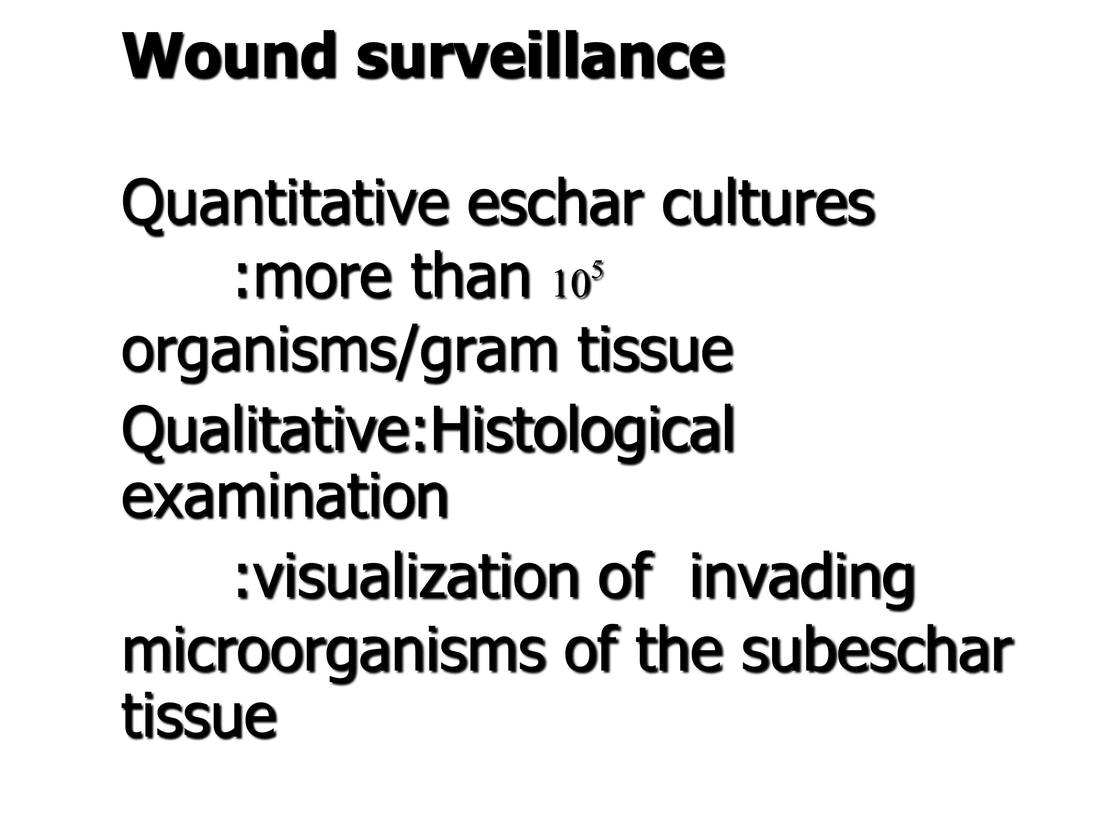 Wound surveillance
Quantitative eschar cultures
:more than 10⁵
organisms/gram tissue
Qualitative:Histological
examination
:visualization of  invading
microorganisms of the subeschar
tissue